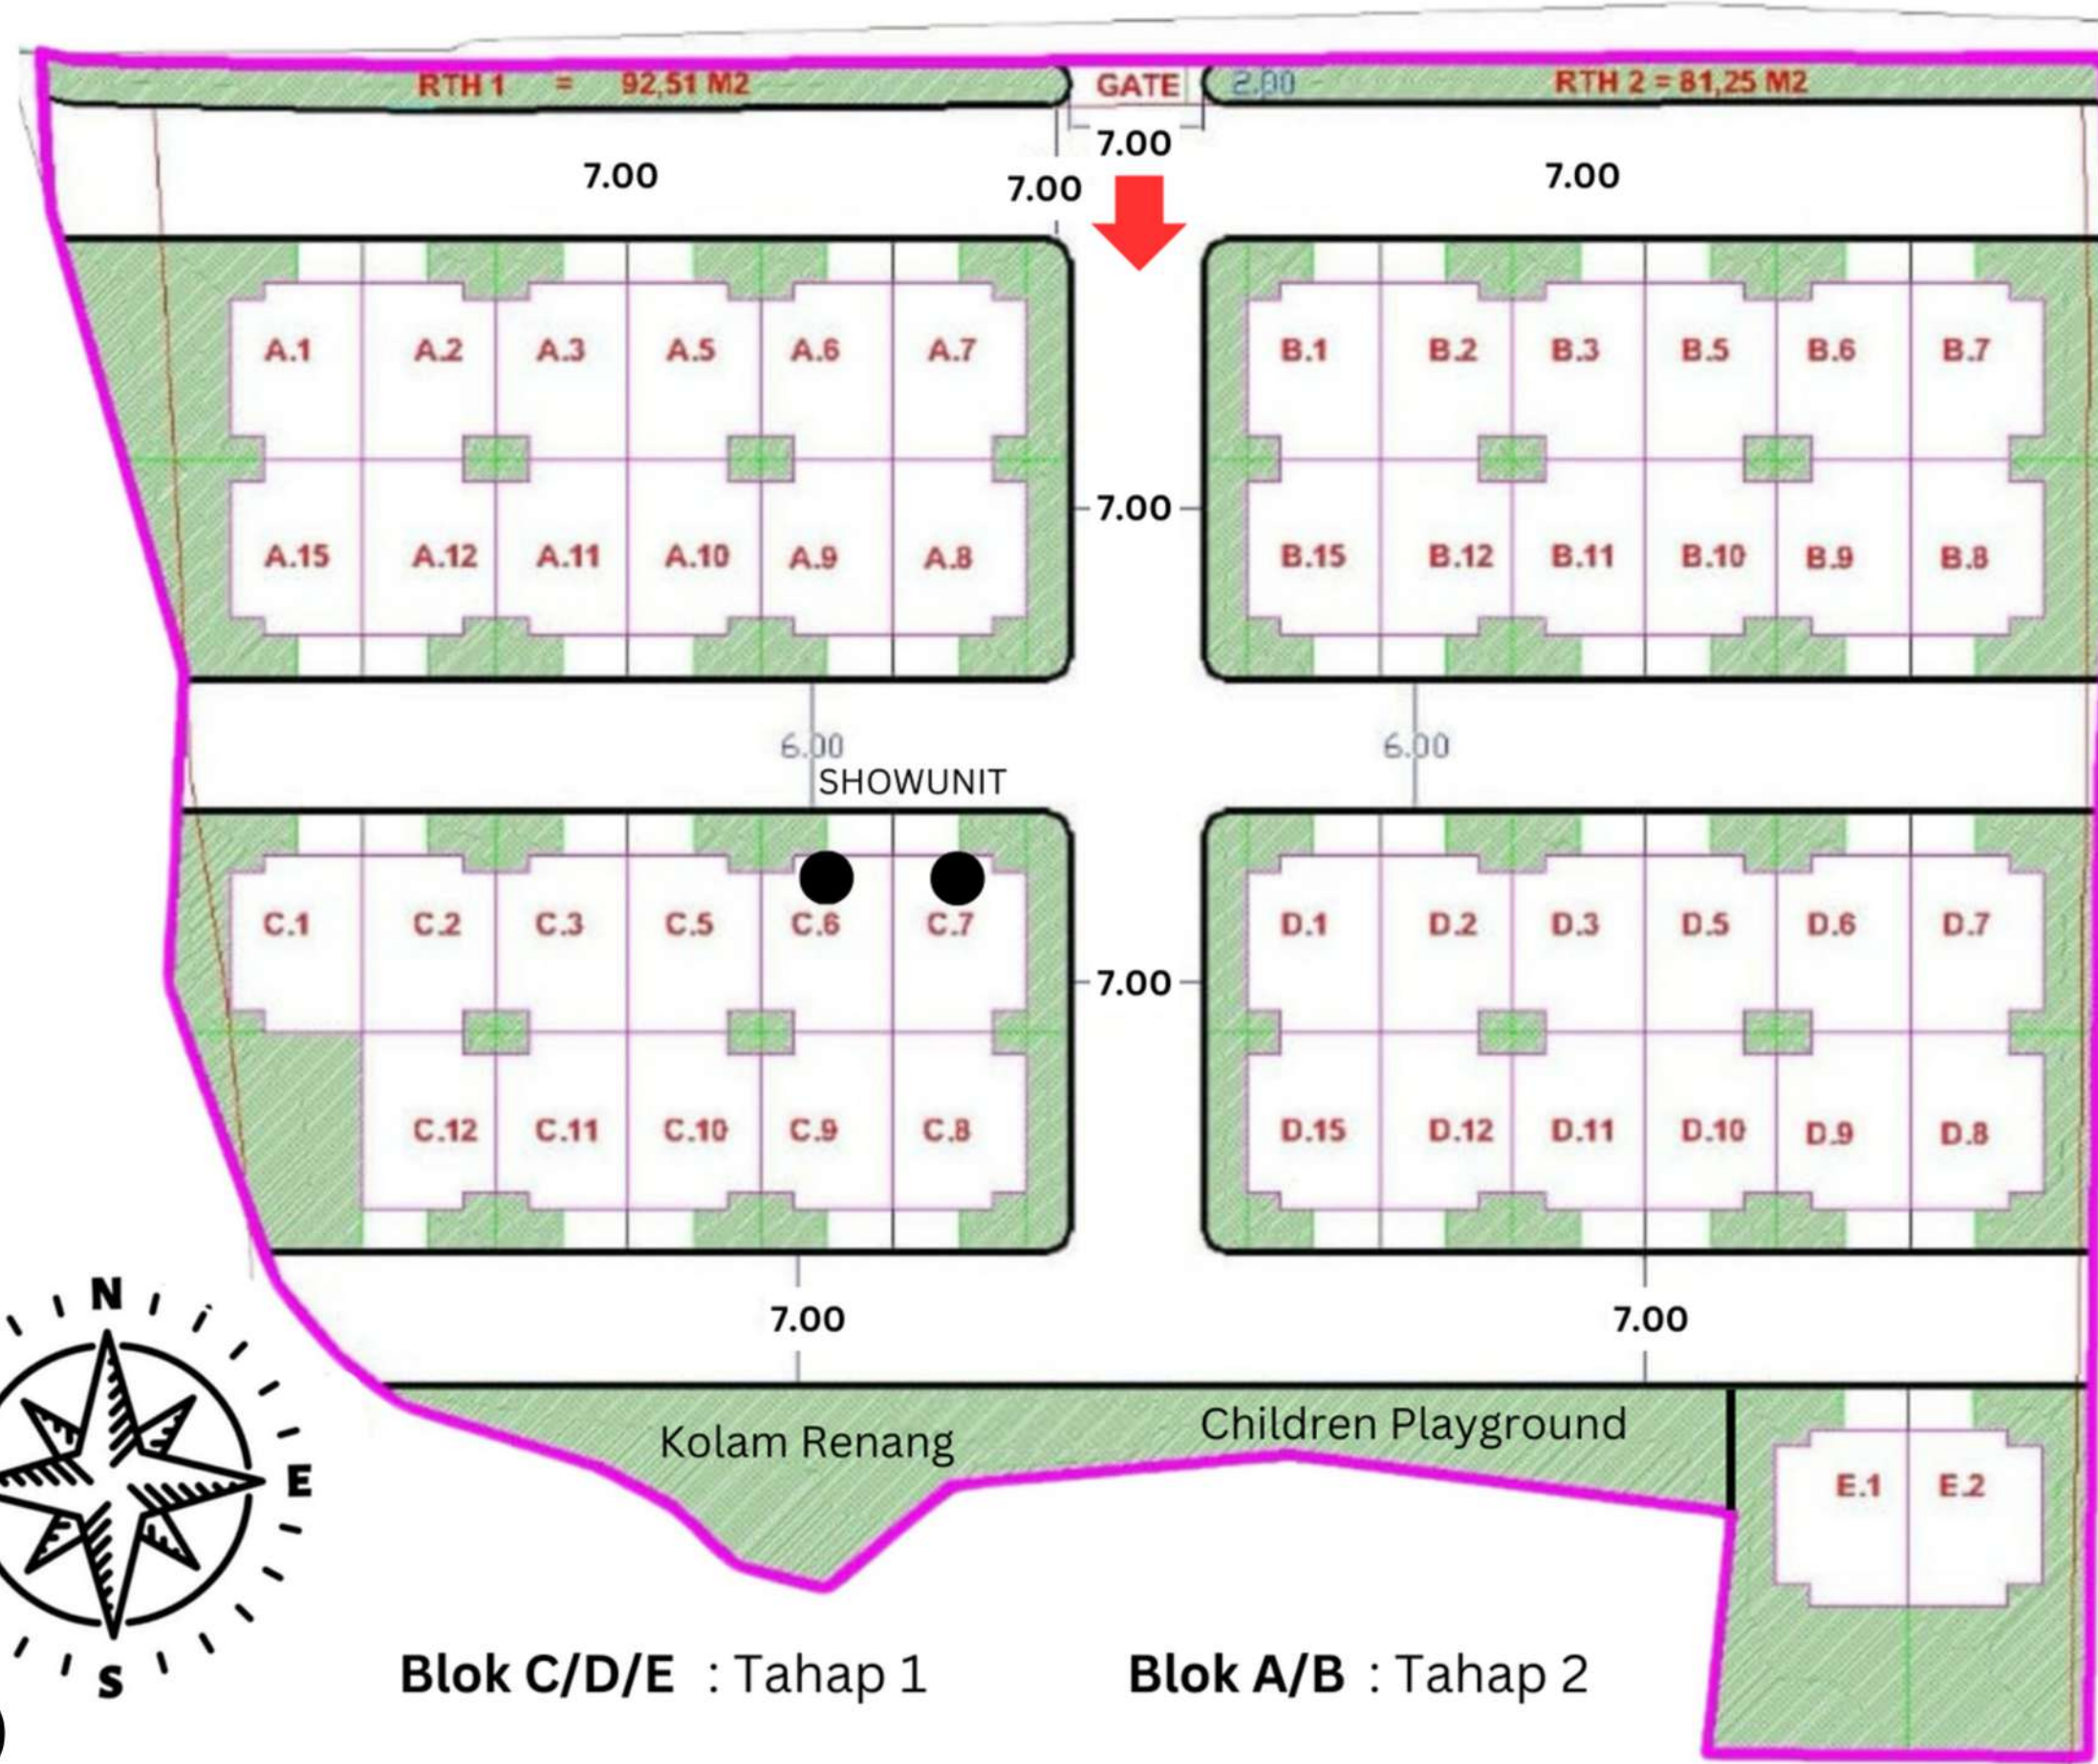 RTH 1 = 92,51 M2
GATE
2.00
RTH 2 = 81,25 M2
7.00
7.00
7.00
7.00
A.1 A.2 A.3 A.5 A.6 A.7
B.1 B.2 B.3 B.5 B.6 B.7
7.00
A.15 A.12 A.11 A.10 A.9 A.8
B.15 B.12 B.11 B.10 B.9 B.8
6.00
6.00
SHOWUNIT
C.1 C.2 C.3 C.5 C.6 C.7
D.1 D.2 D.3 D.5 D.6 D.7
7.00
C.12 C.11 C.10 C.9 C.8
D.15 D.12 D.11 D.10 D.9 D.8
N
7.00
7.00
Kolam Renang
Children Playground
E
E.1 E.2
S
Blok C/D/E : Tahap 1
Blok A/B : Tahap 2